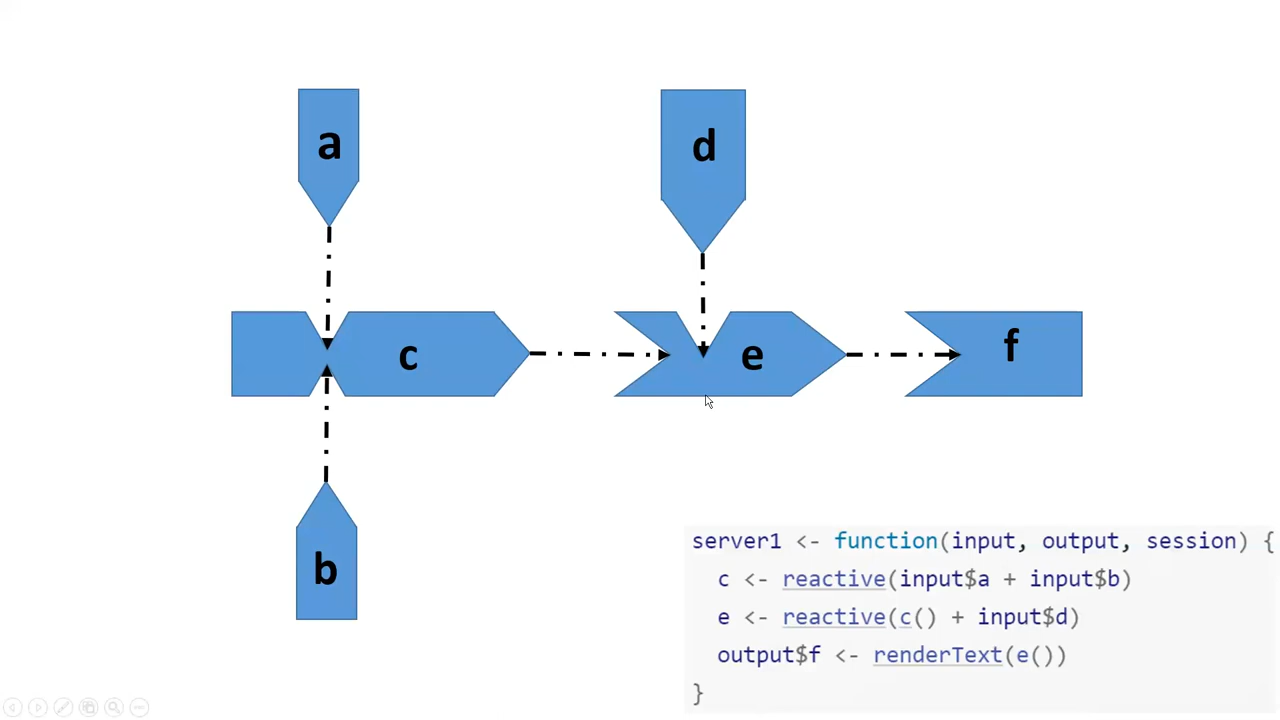 a
d
c
e
f
b
server1 <- function(input, output, session) {
  c <- reactive(input$a + input$b)
  e <- reactive(c() + input$d)
  output$f <- renderText(e())
}